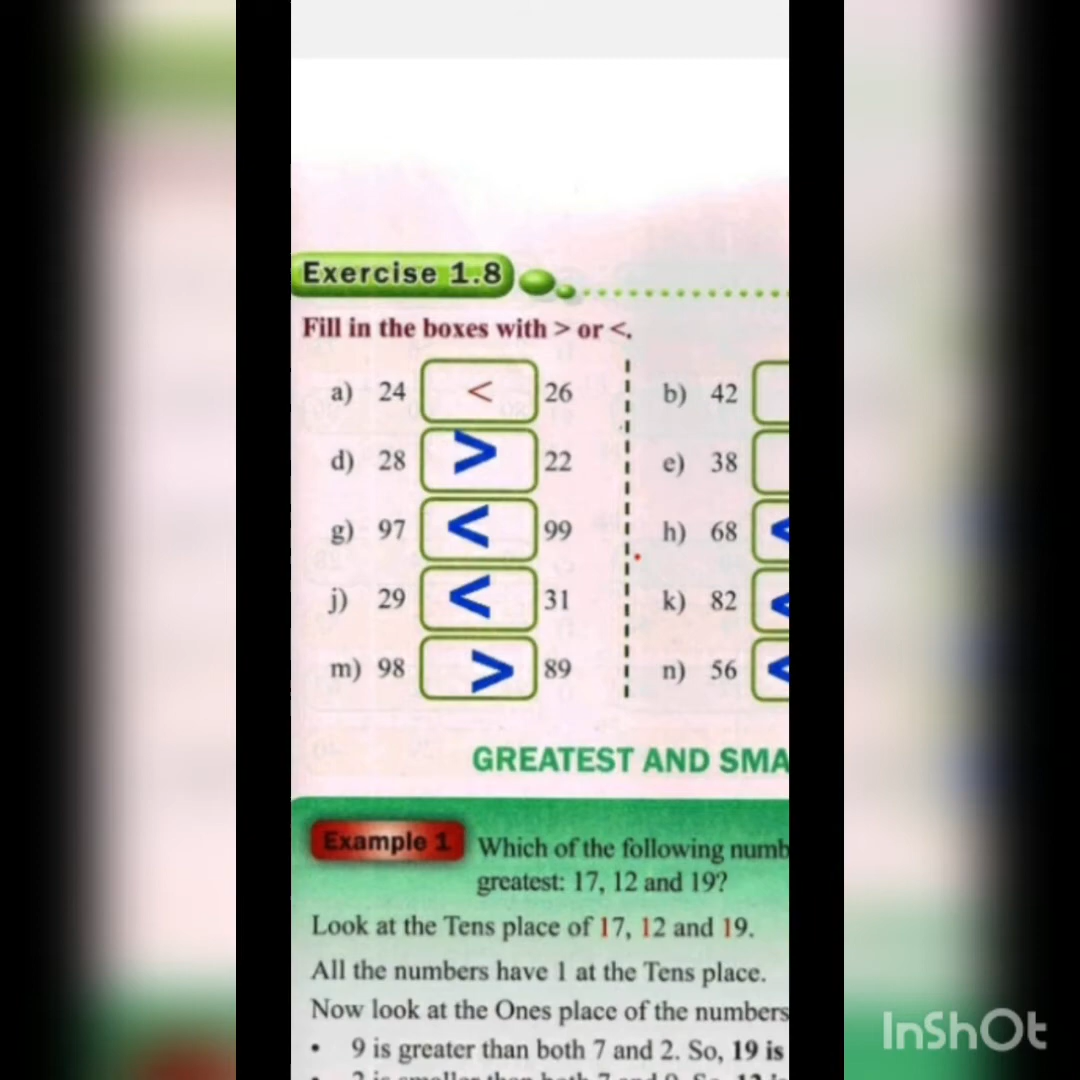 Exercise 1.8
Fill in the boxes with > or <.
a) 24 < 26 b) 42
d) 28 > 22 e) 38
g) 97 < 99 h) 68 <
j) 29 < 31 k) 82 <
m) 98 > 89 n) 56 <
GREATEST AND SMA
Example 1 Which of the following numb
greatest: 17, 12 and 19?
Look at the Tens place of 17, 12 and 19.
All the numbers have 1 at the Tens place.
Now look at the Ones place of the numbers
• 9 is greater than both 7 and 2. So, 19 is
InShOt